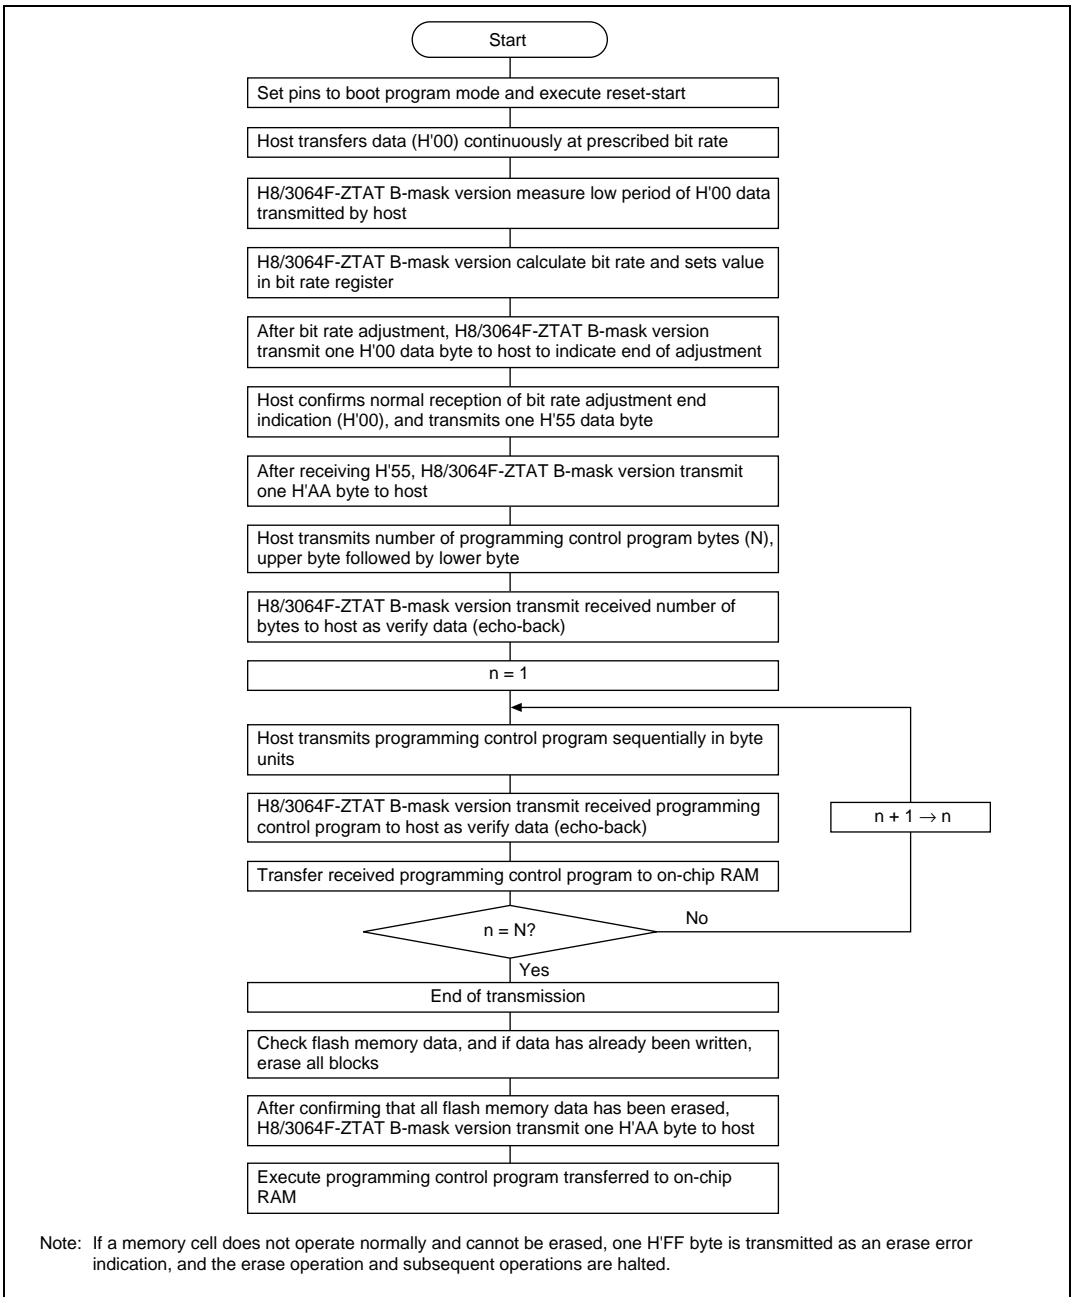 Start
Set pins to boot program mode and execute reset-start
Host transfers data (H'00) continuously at prescribed bit rate
H8/3064F-ZTAT B-mask version measure low period of H'00 data
transmitted by host
H8/3064F-ZTAT B-mask version calculate bit rate and sets value
in bit rate register
After bit rate adjustment, H8/3064F-ZTAT B-mask version
transmit one H'00 data byte to host to indicate end of adjustment
Host confirms normal reception of bit rate adjustment end
indication (H'00), and transmits one H'55 data byte
After receiving H'55, H8/3064F-ZTAT B-mask version transmit
one H'AA byte to host
Host transmits number of programming control program bytes (N),
upper byte followed by lower byte
H8/3064F-ZTAT B-mask version transmit received number of
bytes to host as verify data (echo-back)
n = 1
Host transmits programming control program sequentially in byte
units
H8/3064F-ZTAT B-mask version transmit received programming
control program to host as verify data (echo-back)
n + 1 → n
Transfer received programming control program to on-chip RAM
n = N?
No
Yes
End of transmission
Check flash memory data, and if data has already been written,
erase all blocks
After confirming that all flash memory data has been erased,
H8/3064F-ZTAT B-mask version transmit one H'AA byte to host
Execute programming control program transferred to on-chip
RAM
Note: If a memory cell does not operate normally and cannot be erased, one H'FF byte is transmitted as an erase error
indication, and the erase operation and subsequent operations are halted.